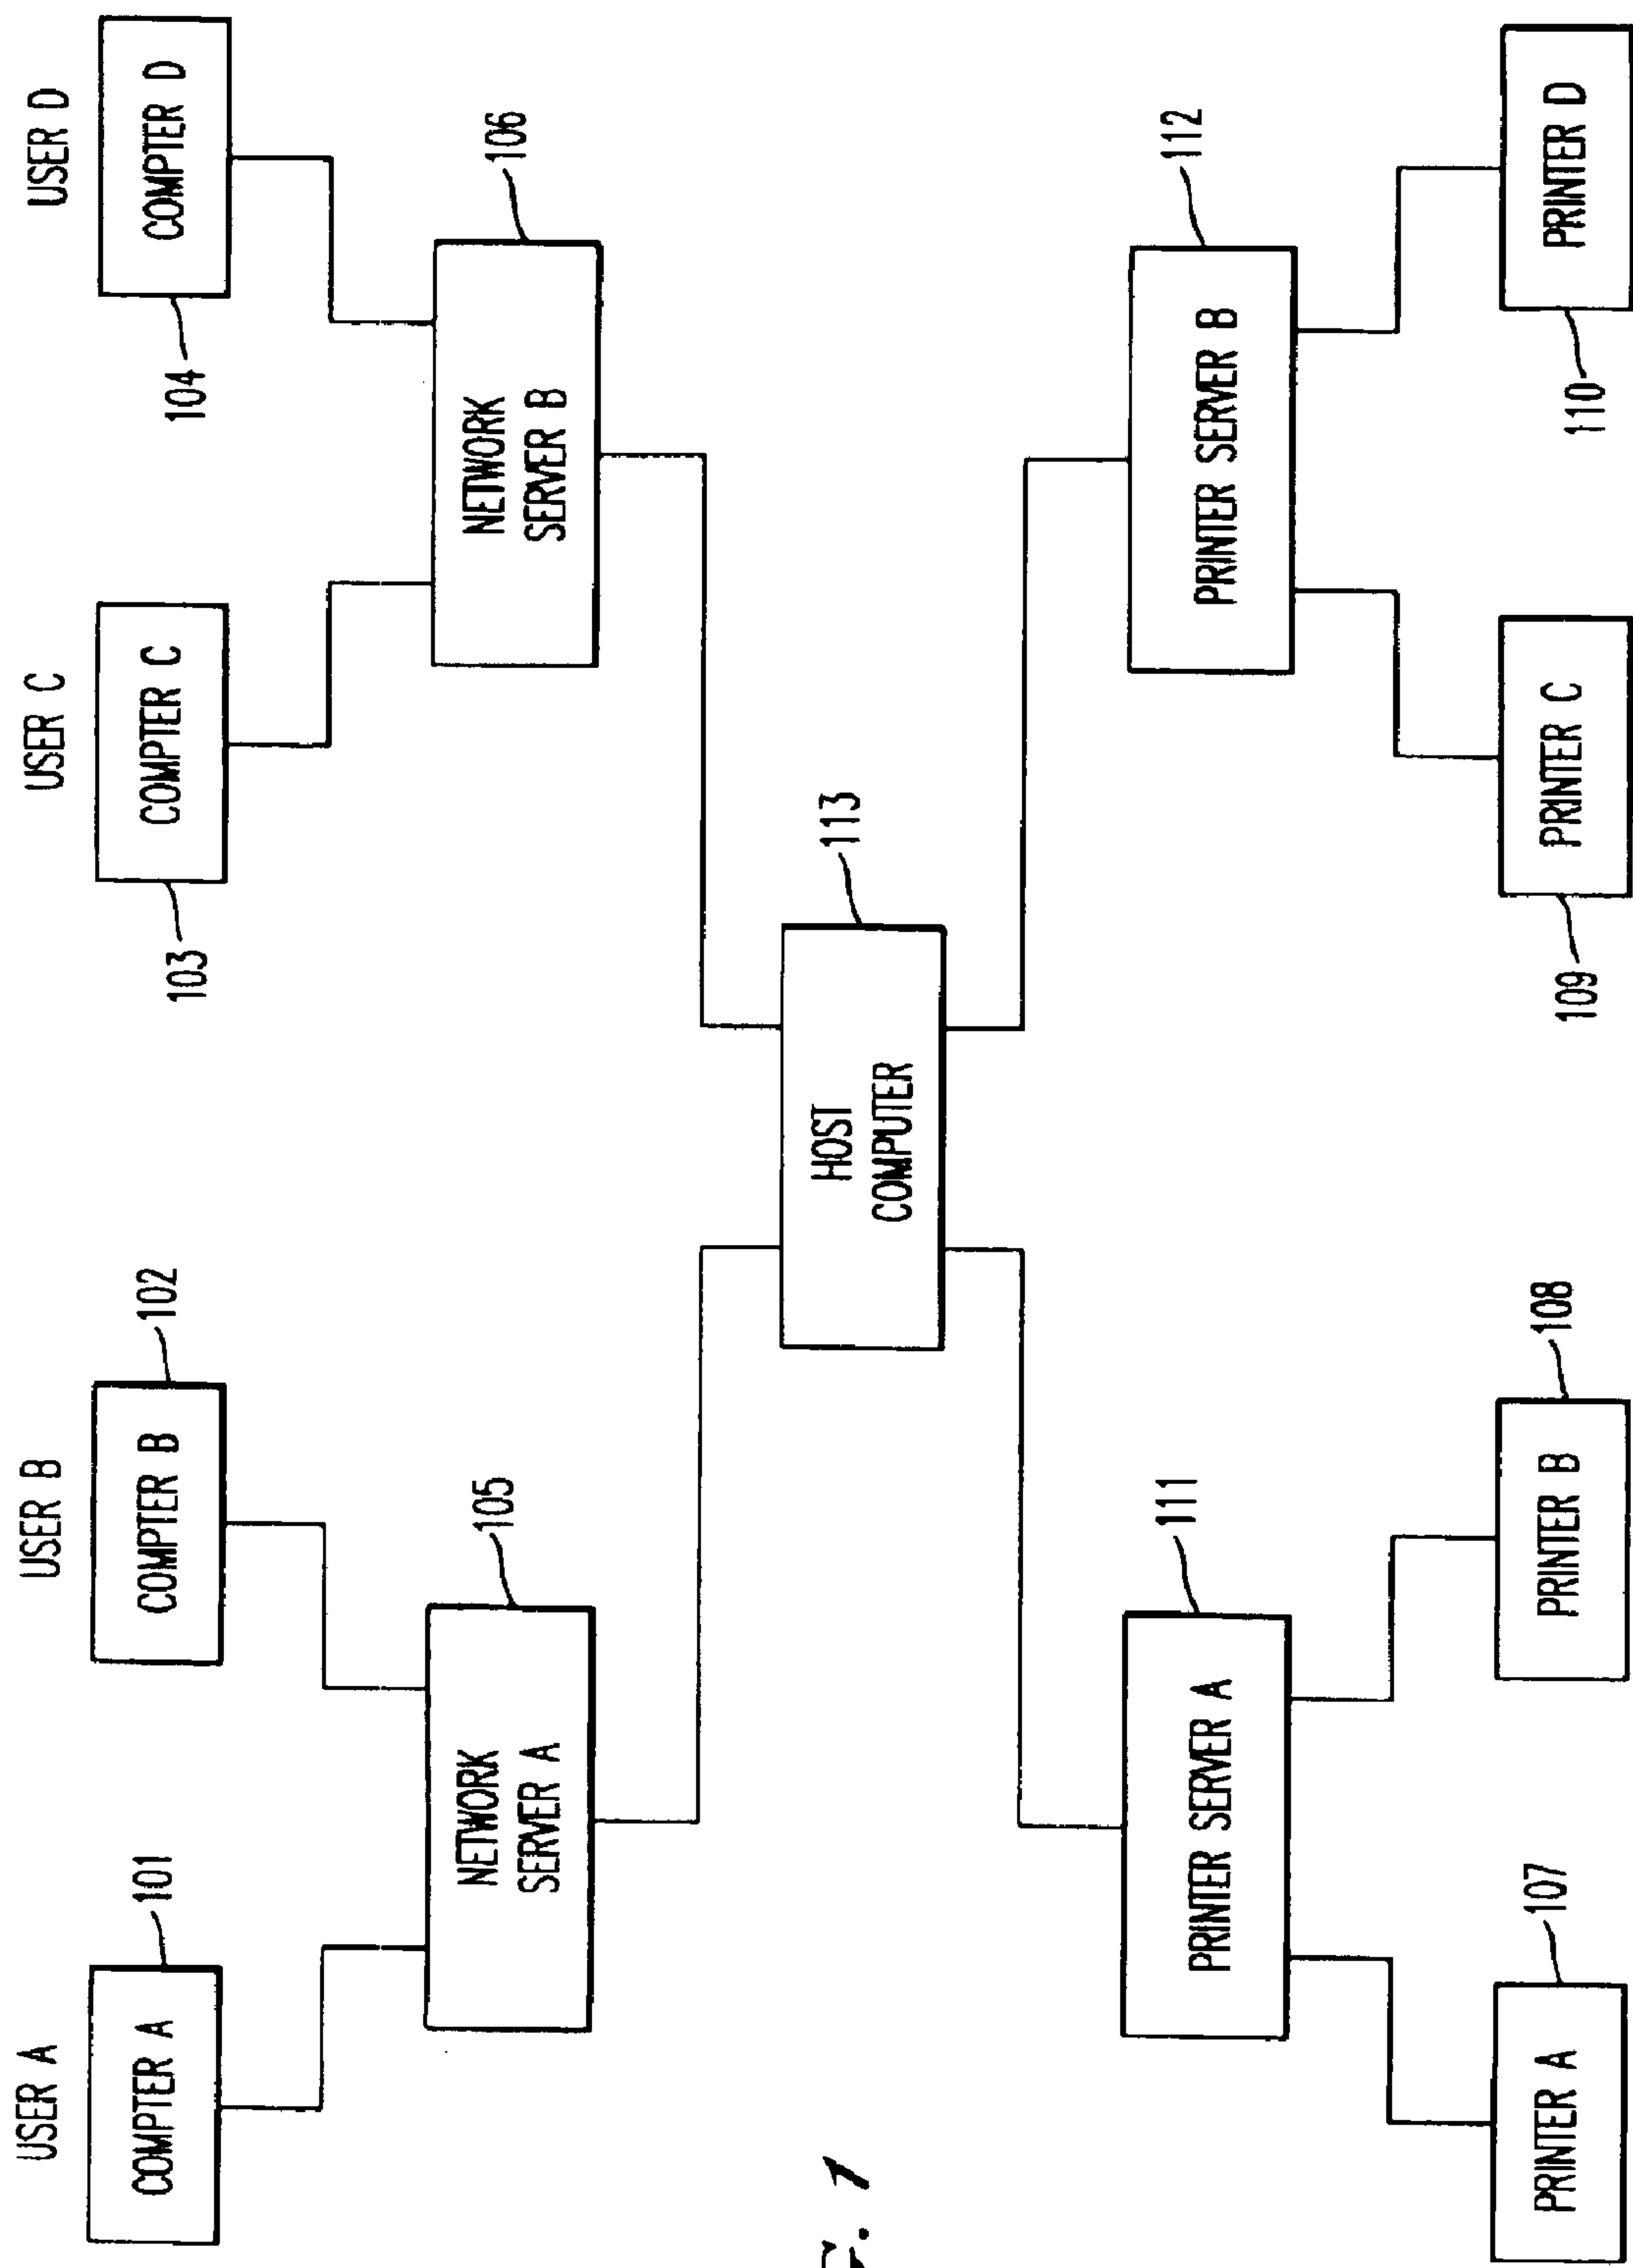 USER A
USER B
USER C
USER D
COMPTER A
101
COMPTER B
102
COMPTER C
103
COMPTER D
104
NETWORK
SERVER A
105
NETWORK
SERVER B
106
HOST
COMPUTER
113
PRINTER SERVER A
111
PRINTER SERVER B
112
PRINTER A
107
PRINTER B
108
PRINTER C
109
PRINTER D
110
G. 1